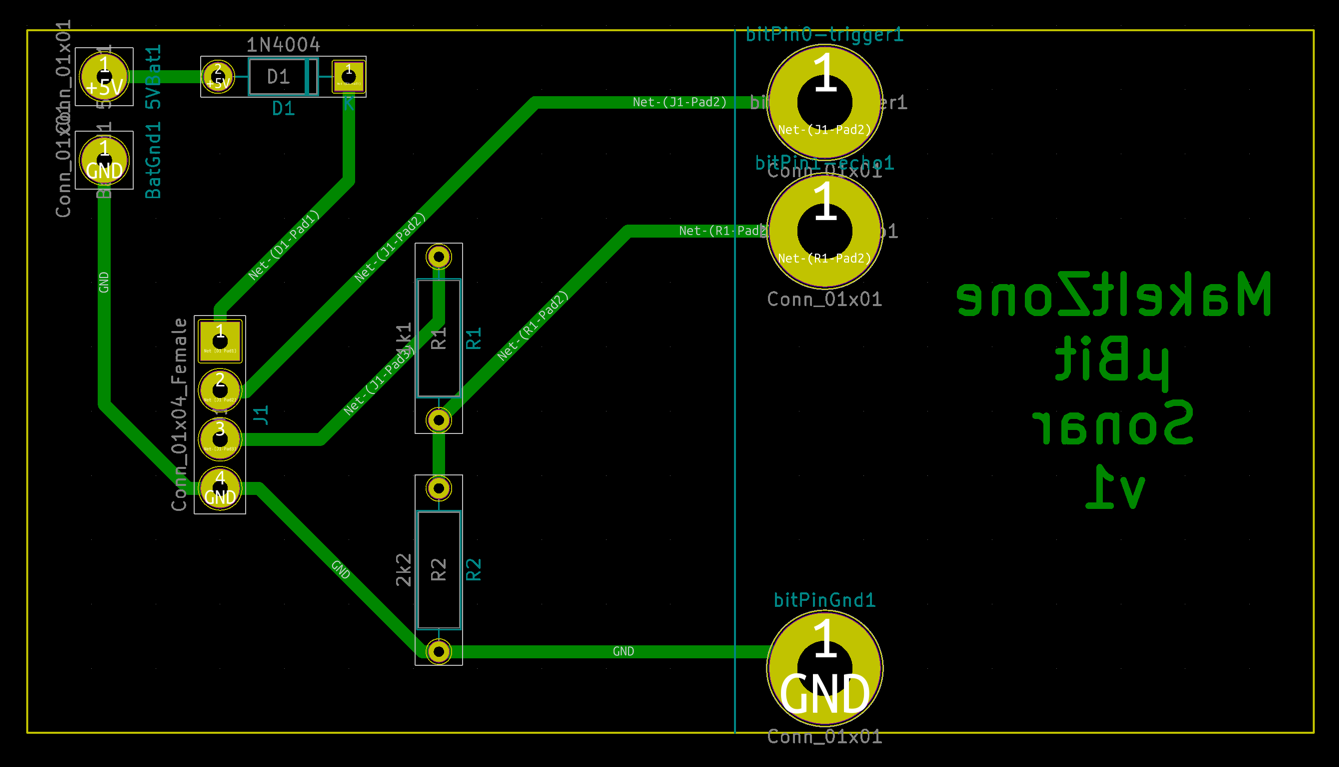 bitPin0-trigger1
1N4004
Conn_01x01
1
+5V
5VBat1
2
+5V
D1
1
K
D1
Net-(J1-Pad2)
1
Net-(J1-Pad2)
Conn_01x01
bitPin1-echo1
1
GND
BatGnd1
Conn_01x01
1
Net-(R1-Pad2)
Net-(R1-Pad2)
Conn_01x01
Net-(D1-Pad1)
Net-(J1-Pad2)
GND
Net-(R1-Pad2)
Net-(J1-Pad3)
R1
R1
Conn_01x04_Female
1
2
3
4
GND
J1
MakeItZone
µBit
Sonar
v1
GND
2k2
R2
R2
GND
bitPinGnd1
1
GND
Conn_01x01